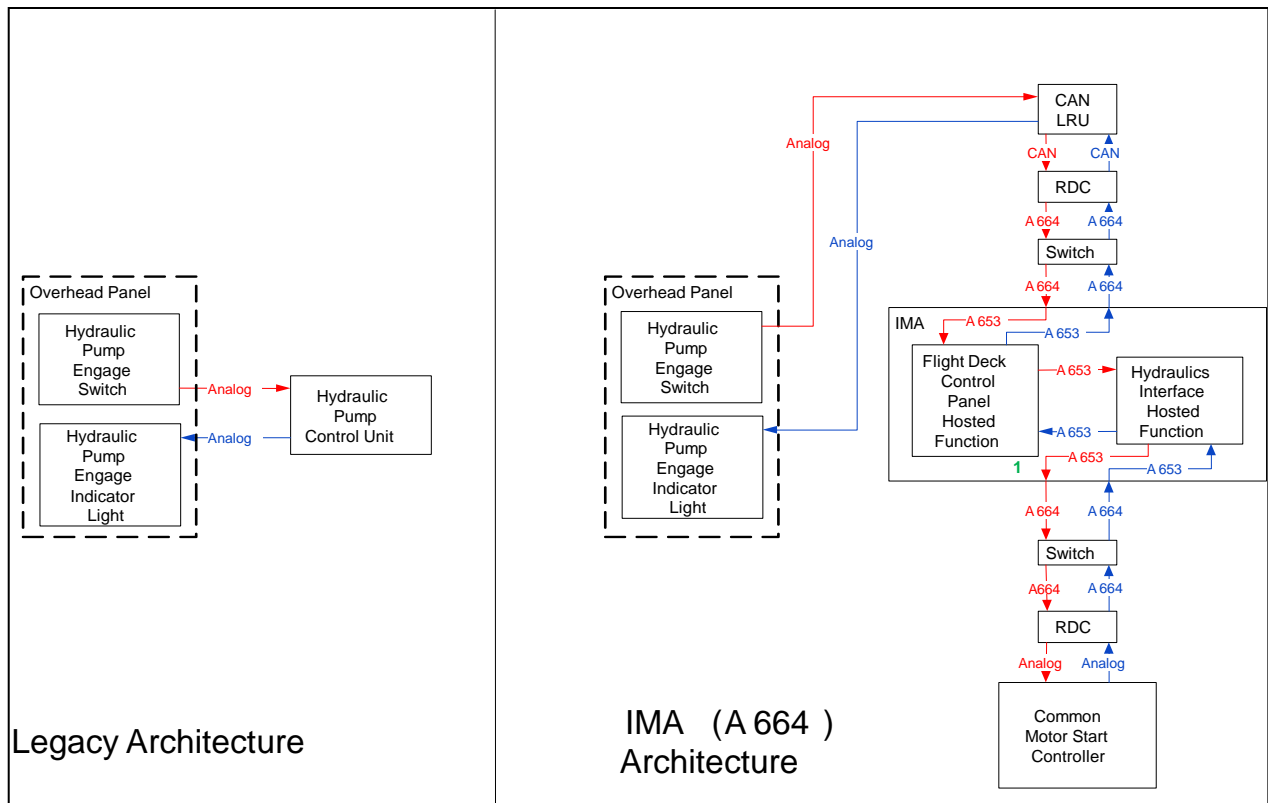 Overhead Panel
Hydraulic
Pump
Engage
Switch
Analog
Hydraulic
Pump
Control Unit
Analog
Hydraulic
Pump
Engage
Indicator
Light
Legacy Architecture
CAN
LRU
Analog
CAN
CAN
RDC
A 664
A 664
Analog
Switch
A 664
A 664
Overhead Panel
Hydraulic
Pump
Engage
Switch
Hydraulic
Pump
Engage
Indicator
Light
IMA
A 653
A 653
Flight Deck
Control
Panel
Hosted
Function
A 653
Hydraulics
Interface
Hosted
Function
A 653
A 653
1
A 653
A 664
A 664
Switch
A664
A 664
RDC
Analog
Analog
Common
Motor Start
Controller
IMA (A 664 )
Architecture